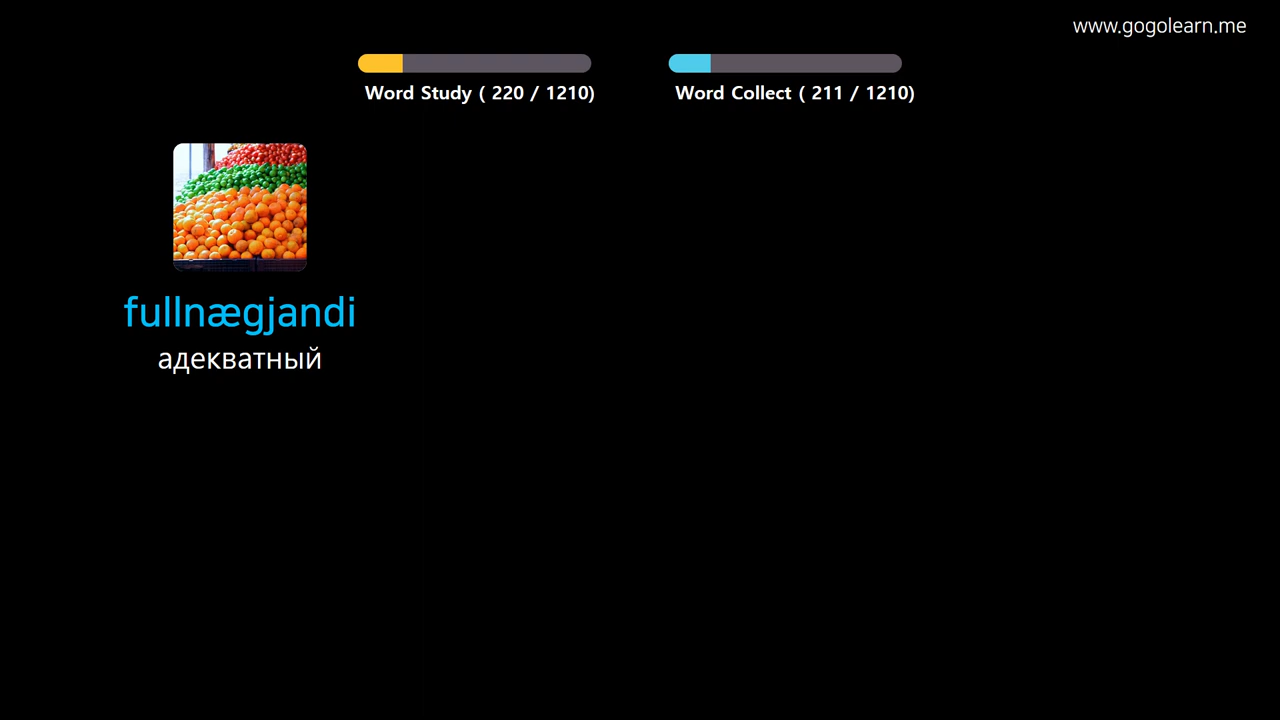 www.gogolearn.me
Word Study ( 220 / 1210)
Word Collect ( 211 / 1210)
fullnægjandi
адекватный